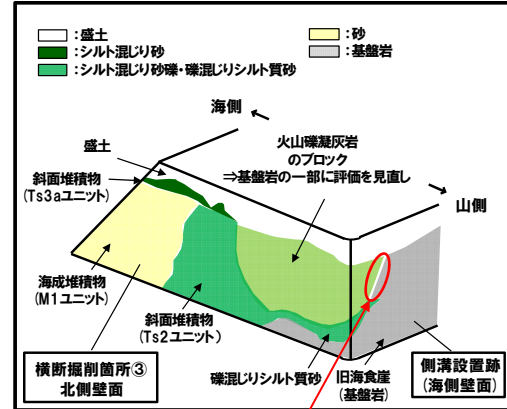 ：盛土
：砂
：シルト混じり砂
：基盤岩
：シルト混じり砂礫・礫混じりシルト質砂
海側
盛土
火山礫凝灰岩
のブロック
⇒基盤岩の一部に評価を見直し
斜面堆積物
(Ts3aユニット)
山側
海成堆積物
(M1ユニット)
斜面堆積物
(Ts2ユニット)
横断掘削箇所③
北側壁面
礫混じりシルト質砂
旧海食崖
(基盤岩)
側溝設置跡
(海側壁面)